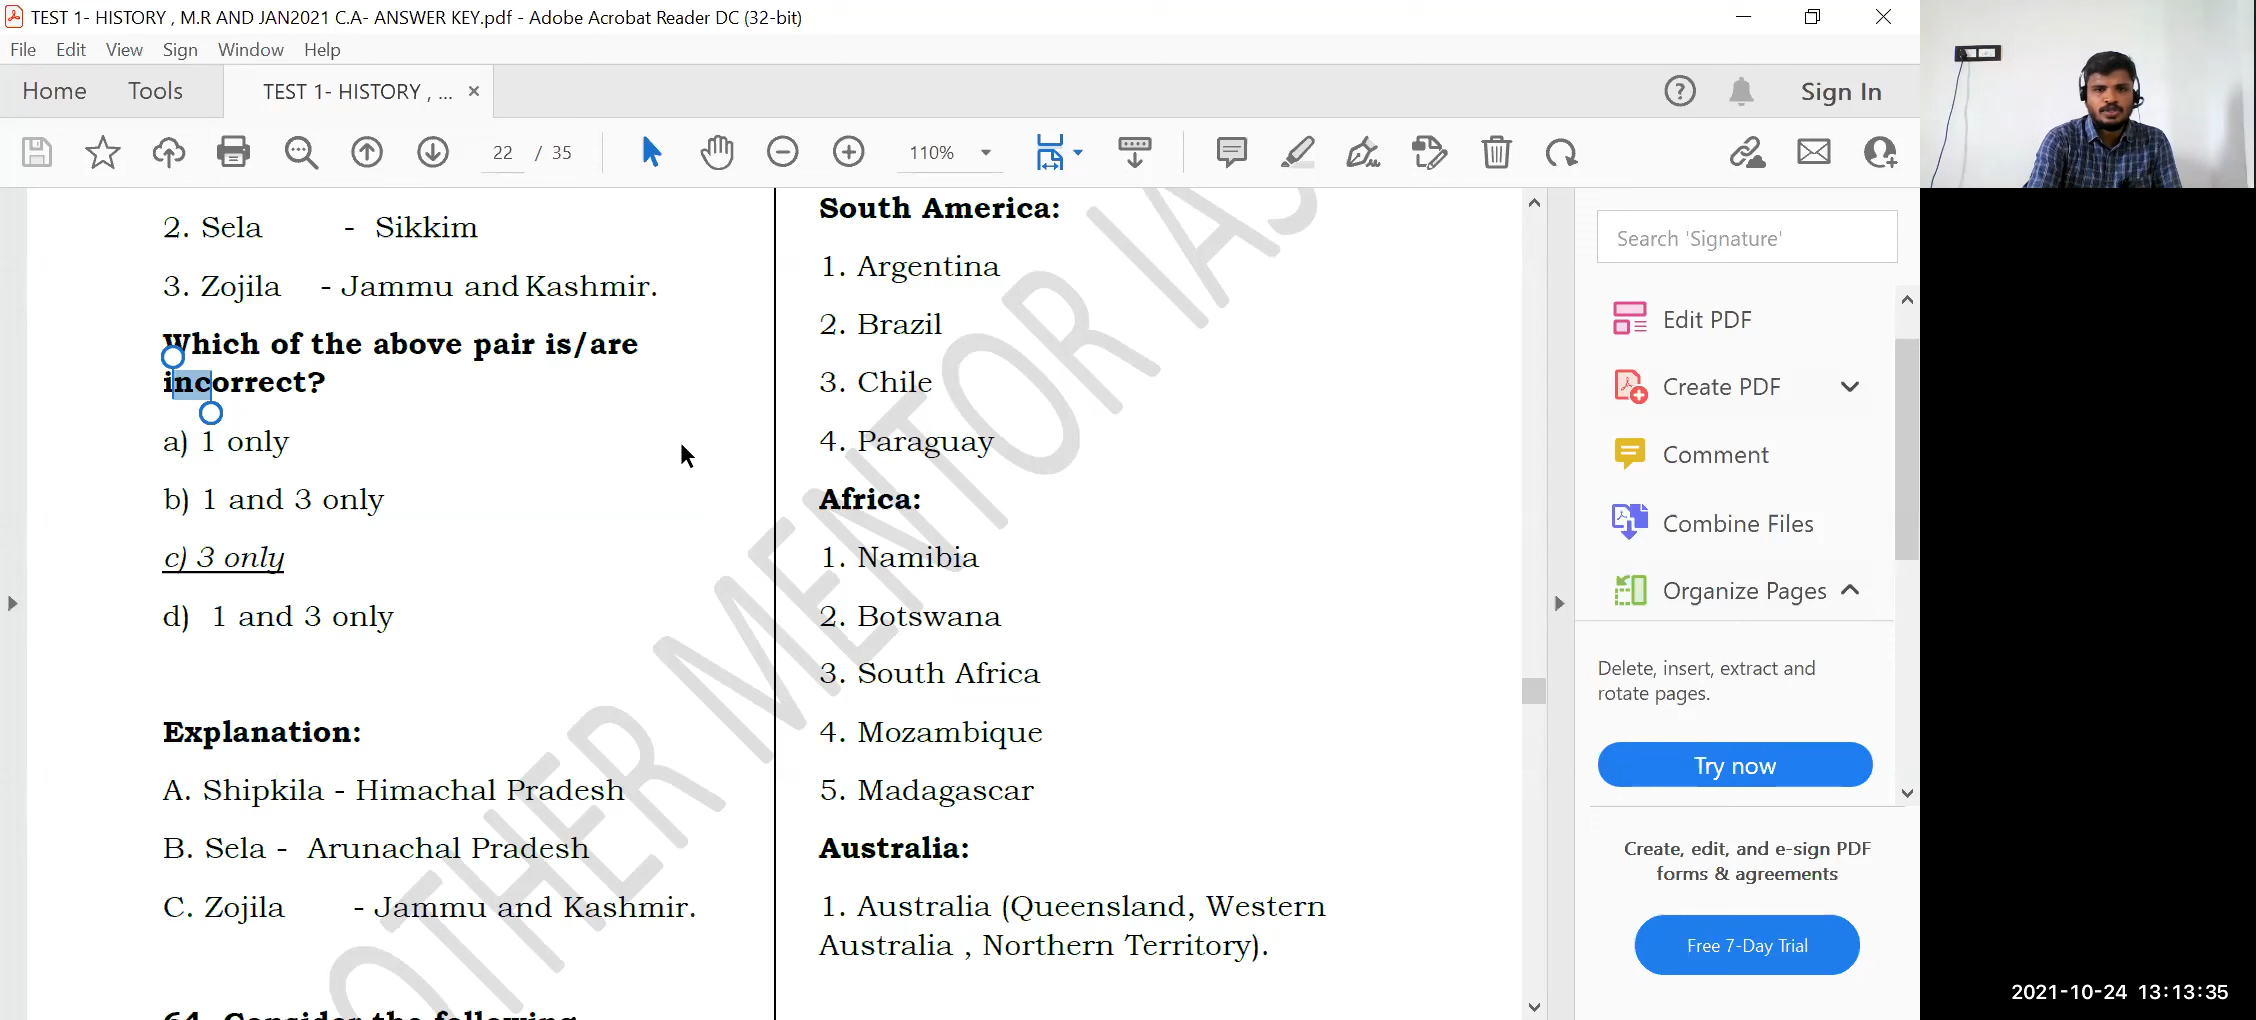 TEST 1- HISTORY , M.R AND JAN2021 C.A- ANSWER KEY.pdf - Adobe Acrobat Reader DC (32-bit)
File Edit View Sign Window Help
Home Tools TEST 1- HISTORY , ... × Sign In
22 / 35 110%
2. Sela - Sikkim
3. Zojila - Jammu and Kashmir.
Which of the above pair is/are
incorrect?
a) 1 only
b) 1 and 3 only
c) 3 only
d) 1 and 3 only
Explanation:
A. Shipkila - Himachal Pradesh
B. Sela - Arunachal Pradesh
C. Zojila - Jammu and Kashmir.
64. Consider the following
South America:
1. Argentina
2. Brazil
3. Chile
4. Paraguay
Africa:
1. Namibia
2. Botswana
3. South Africa
4. Mozambique
5. Madagascar
Australia:
1. Australia (Queensland, Western
Australia , Northern Territory).
OTHER MENTOR IAS
Search 'Signature'
Edit PDF
Create PDF
Comment
Combine Files
Organize Pages
Delete, insert, extract and
rotate pages.
Try now
Create, edit, and e-sign PDF
forms & agreements
Free 7-Day Trial
2021-10-24 13:13:35